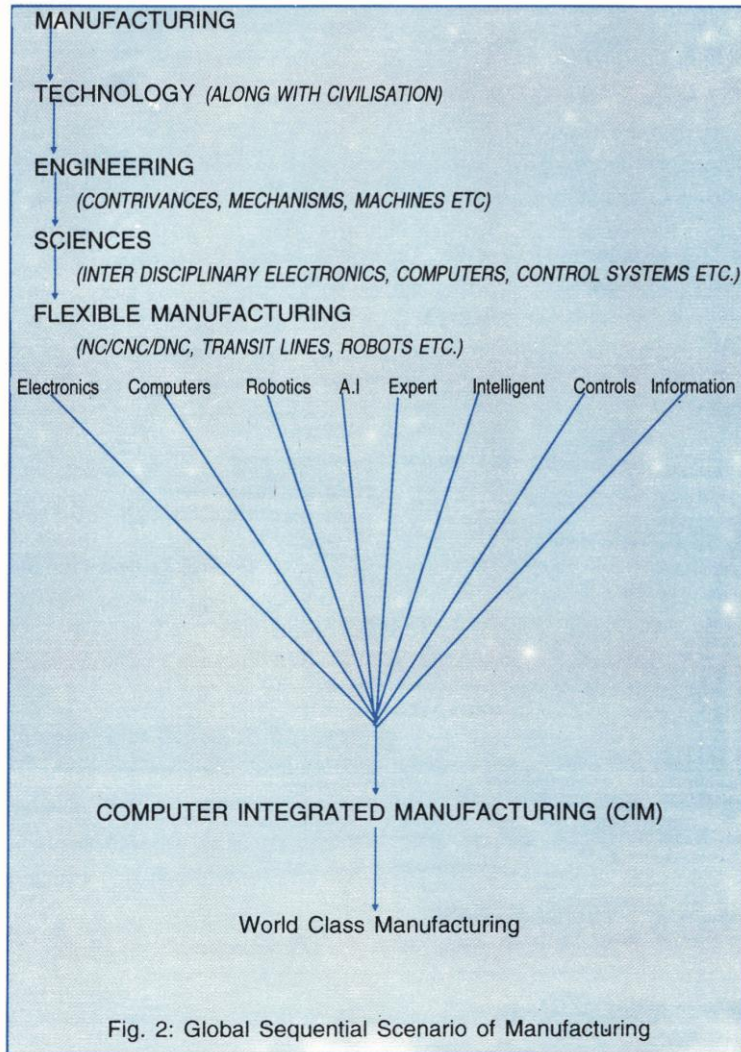 MANUFACTURING
TECHNOLOGY (ALONG WITH CIVILISATION)
ENGINEERING
(CONTRIVANCES, MECHANISMS, MACHINES ETC)
SCIENCES
(INTER DISCIPLINARY ELECTRONICS, COMPUTERS, CONTROL SYSTEMS ETC.)
FLEXIBLE MANUFACTURING
(NC/CNC/DNC, TRANSIT LINES, ROBOTS ETC.)
Electronics Computers Robotics A.I Expert Intelligent Controls Information
COMPUTER INTEGRATED MANUFACTURING (CIM)
World Class Manufacturing
Fig. 2: Global Sequential Scenario of Manufacturing